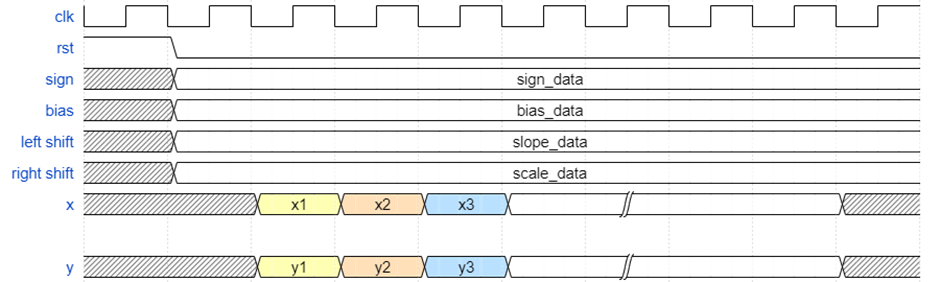 clk
rst
sign sign_data
bias bias_data
left shift slope_data
right shift scale_data
x x1 x2 x3
y y1 y2 y3